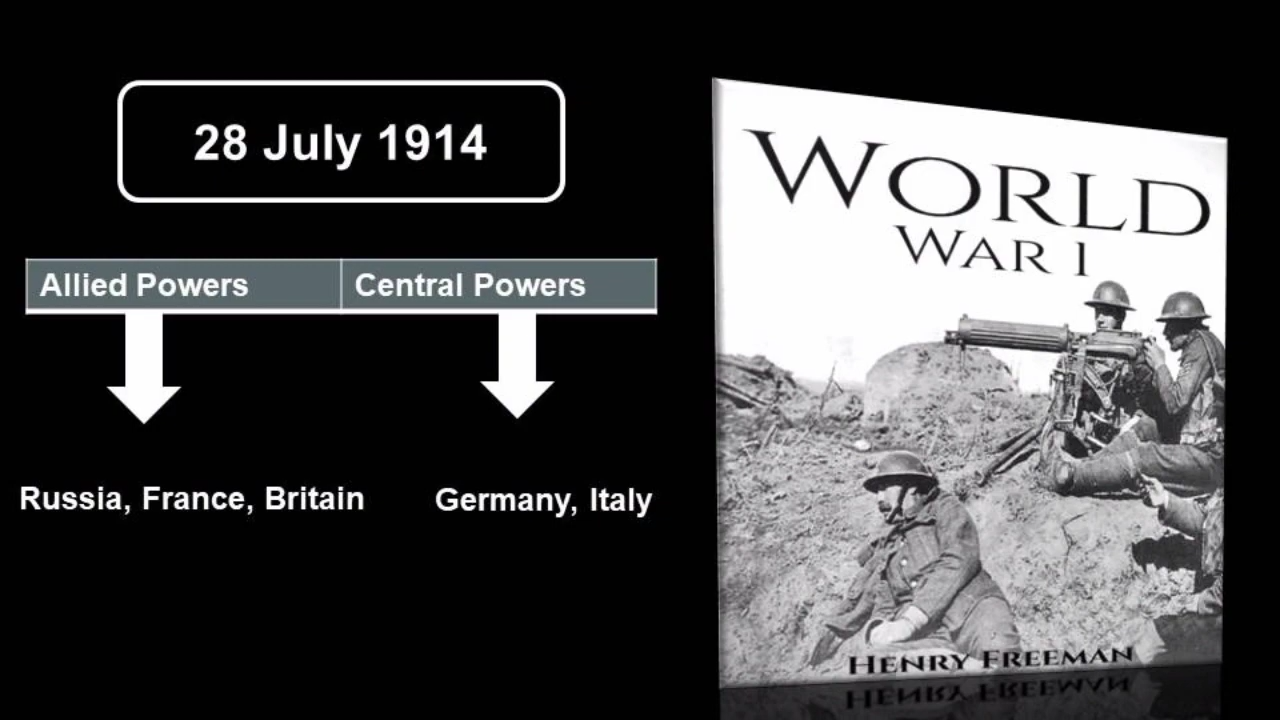 28 July 1914
Allied Powers
Central Powers
Russia, France, Britain
Germany, Italy
WORLD
WAR I
HENRY FREEMAN